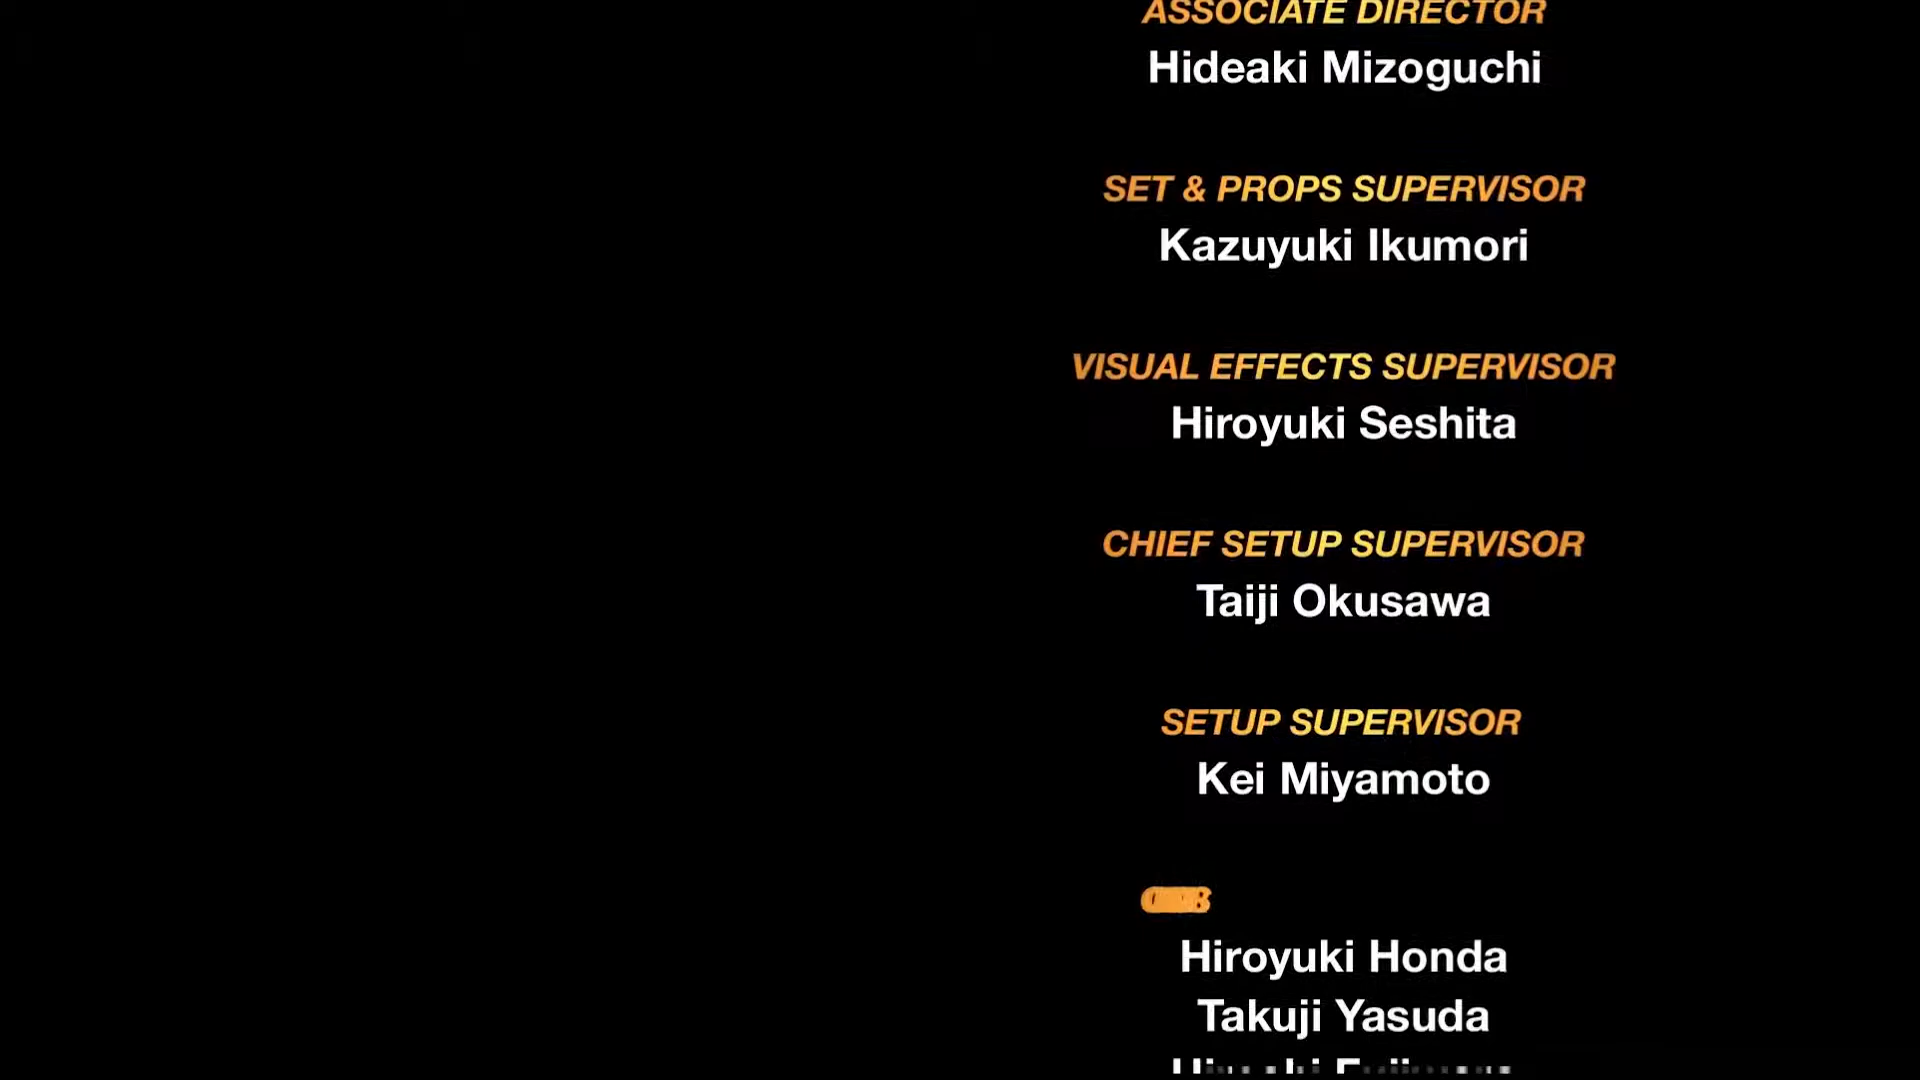 ASSOCIATE DIRECTOR
Hideaki Mizoguchi
SET & PROPS SUPERVISOR
Kazuyuki Ikumori
VISUAL EFFECTS SUPERVISOR
Hiroyuki Seshita
CHIEF SETUP SUPERVISOR
Taiji Okusawa
SETUP SUPERVISOR
Kei Miyamoto
Hiroyuki Honda
Takuji Yasuda